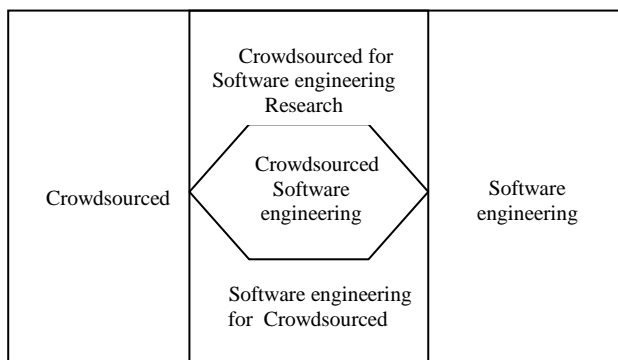 Crowdsourced for
Software engineering
Research
Crowdsourced
Crowdsourced
Software
engineering
Software
engineering
Software engineering
for Crowdsourced